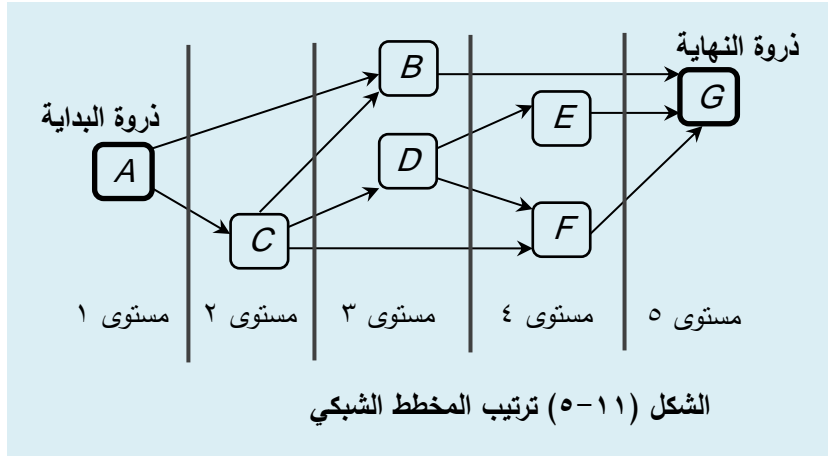 ذروة النهاية
B
G
E
ذروة البداية
D
A
F
C
مستوى ١
مستوى ٢
مستوى ٣
مستوى ٤
مستوى ٥
الشكل (١١-٥) ترتيب المخطط الشبكي